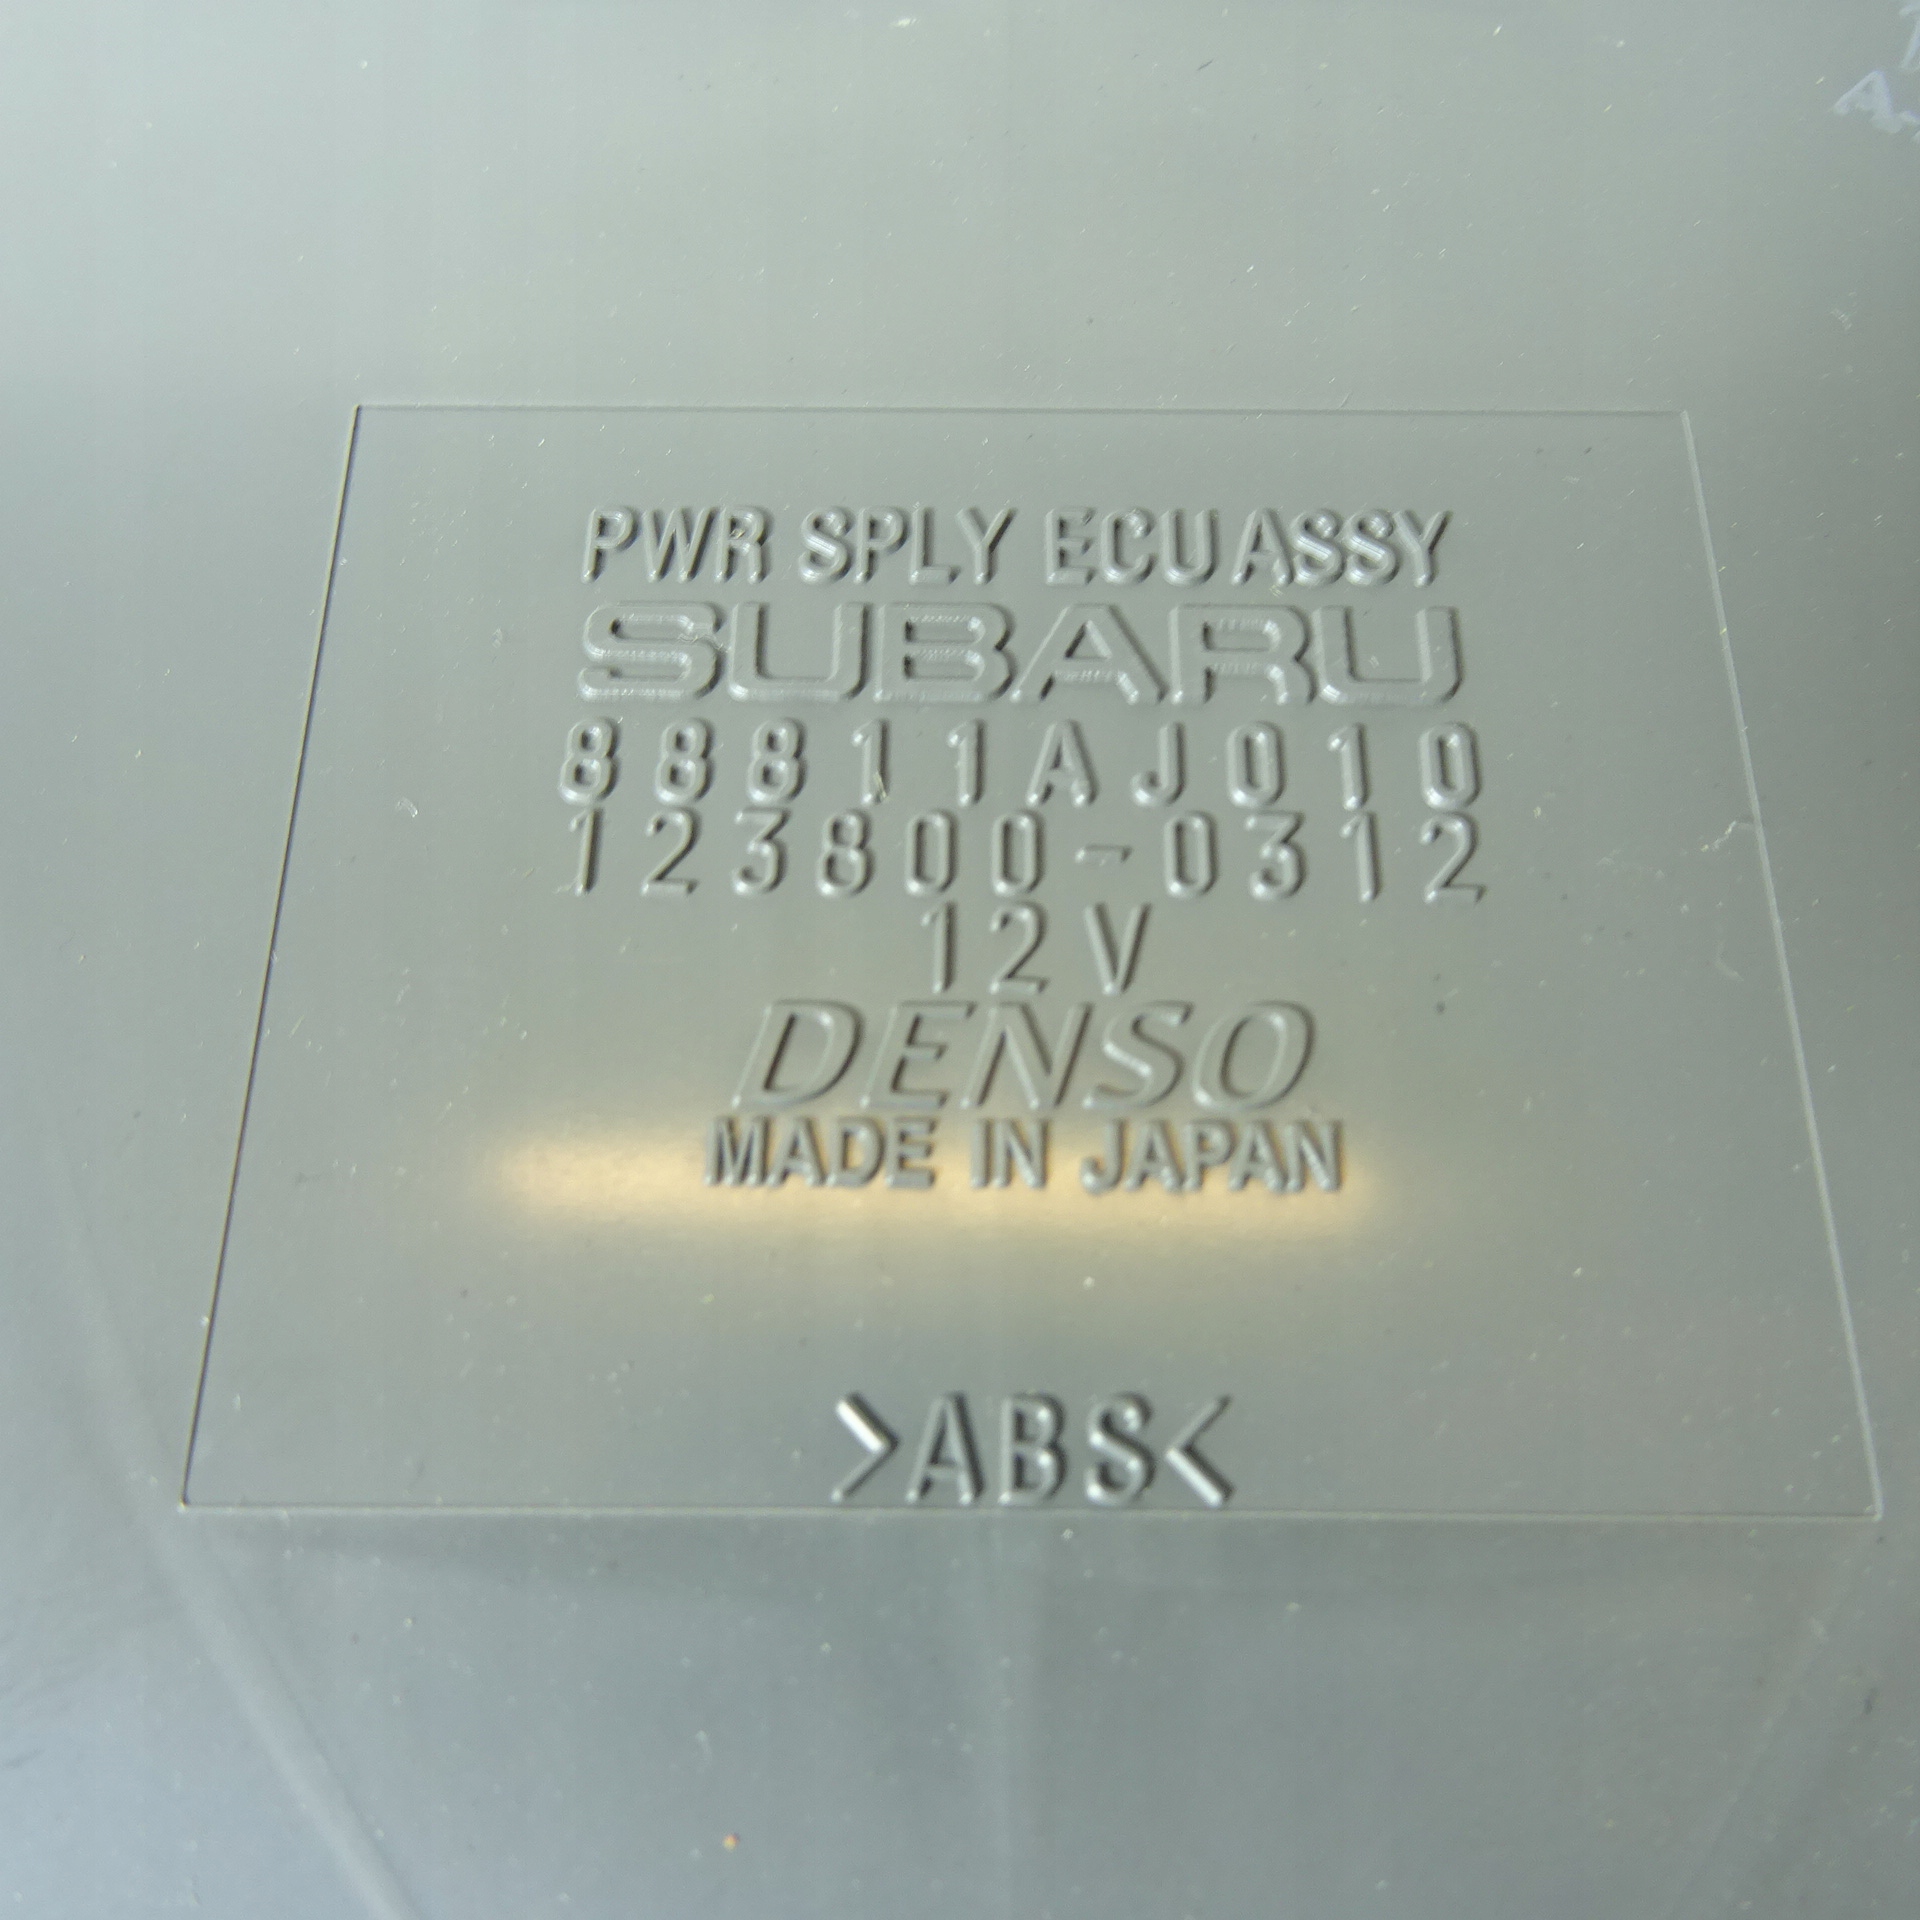 PWR SPLY ECU ASSY
SUBARU
88811AJ010
123800-0312
12V
DENSO
MADE IN JAPAN
>ABS<